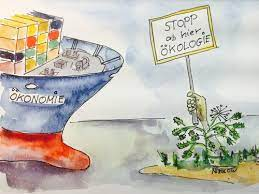 ÖKONOMIE
STOPP
ab hier
ÖKOLOGIE